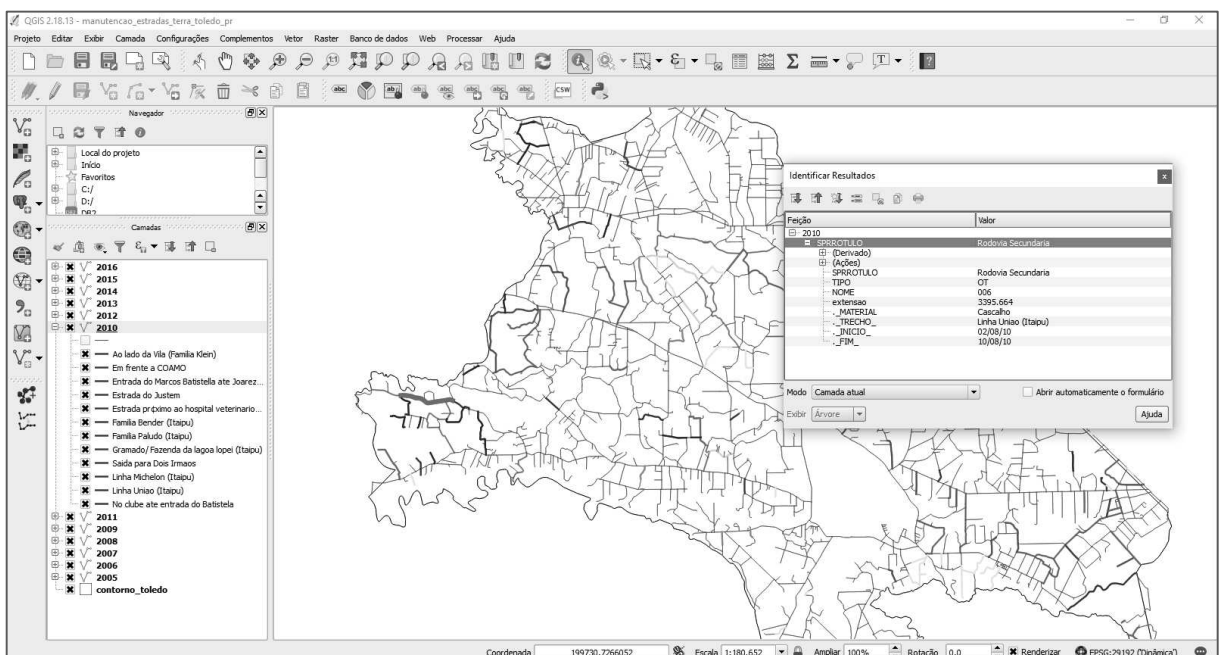 QGIS 2.18.13 - manutencao_estradas_terra_toledo_pr
Projeto Editar Exibir Camada Configurações Complementos Vetor Raster Banco de dados Web Processar Ajuda
Navegador
Local do projeto
Início
Favoritos
C:/
D:/
DB2
Camadas
2016
2015
2014
2013
2012
2010
Ao lado da Vila (Familia Klein)
Em frente a COAMO
Entrada do Marcos Batistella ate Joarez...
Estrada do Justem
Estrada próximo ao hospital veterinario...
Familia Bender (Itaipu)
Familia Paludo (Itaipu)
Gramado/ Fazenda da lagoa lopei (Itaipu)
Saida para Dois Irmaos
Linha Michelon (Itaipu)
Linha Uniao (Itaipu)
No clube ate entrada do Batistela
2011
2009
2008
2007
2006
2005
contorno_toledo
Identificar Resultados
Feição Valor
2010
SPRROTULO Rodovia Secundaria
(Derivado)
(Ações)
SPRROTULO Rodovia Secundaria
TIPO OT
NOME 006
extensao 3395.664
._MATERIAL Cascalho
._TRECHO_ Linha Uniao (Itaipu)
._INICIO_ 02/08/10
._FIM_ 10/08/10
Modo Camada atual Abrir automaticamente o formulário
Exibir Árvore Ajuda
Coordenada 199730,7266052 Escala 1:180.652 Ampliar 100% Rotação 0,0 Renderizar EPSG:29192 ('Dinâmica')